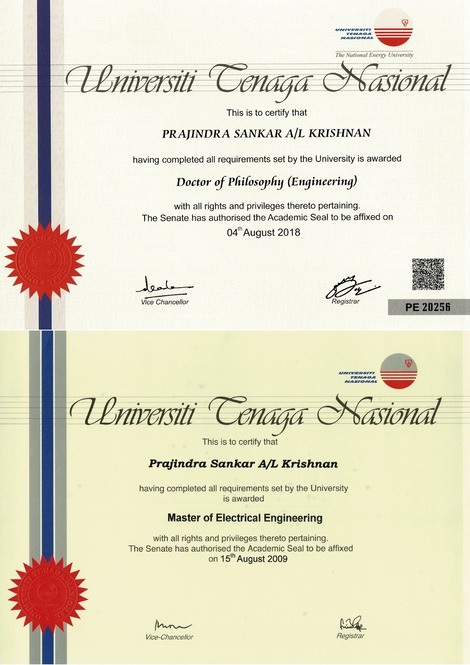 UNIVERSITI
TENAGA
NASIONAL
The National Energy University
Universiti Tenaga Nasional
This is to certify that
PRAJINDRA SANKAR A/L KRISHNAN
having completed all requirements set by the University is awarded
Doctor of Philosophy (Engineering)
with all rights and privileges thereto pertaining.
The Senate has authorised the Academic Seal to be affixed on
04th August 2018
Vice Chancellor
Registrar
PE 20256
UNIVERSITI
TENAGA
NASIONAL
Universiti Tenaga Nasional
This is to certify that
Prajindra Sankar A/L Krishnan
having completed all requirements set by the University
is awarded
Master of Electrical Engineering
with all rights and privileges thereto pertaining.
The Senate has authorised the Academic Seal to be affixed
on 15th August 2009
Vice-Chancellor
Registrar